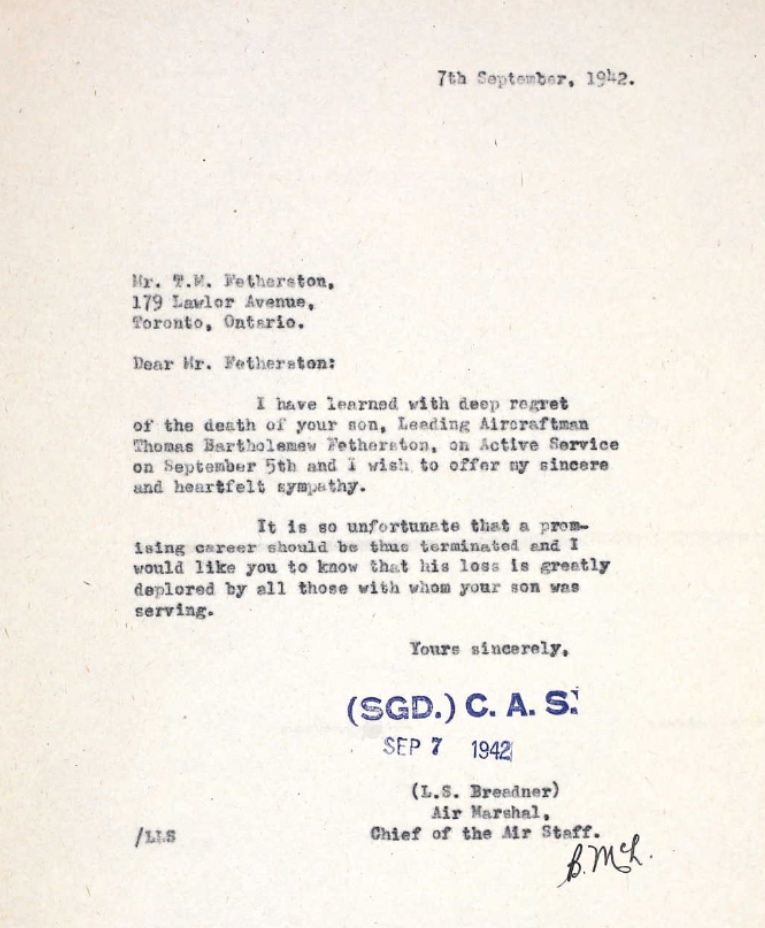 7th September, 1942.
Mr. T.M. Fetherston,
179 Lawlor Avenue,
Toronto, Ontario.
Dear Mr. Fetherston:
I have learned with deep regret
of the death of your son, Leading Aircraftman
Thomas Bartholemew Fetherston, on Active Service
on September 5th and I wish to offer my sincere
and heartfelt sympathy.
It is so unfortunate that a prom-
ising career should be thus terminated and I
would like you to know that his loss is greatly
deplored by all those with whom your son was
serving.
Yours sincerely,
(SGD.) C. A. S.
SEP 7 1942
(L.S. Breadner)
Air Marshal,
Chief of the Air Staff.
/LLS
B. McL.